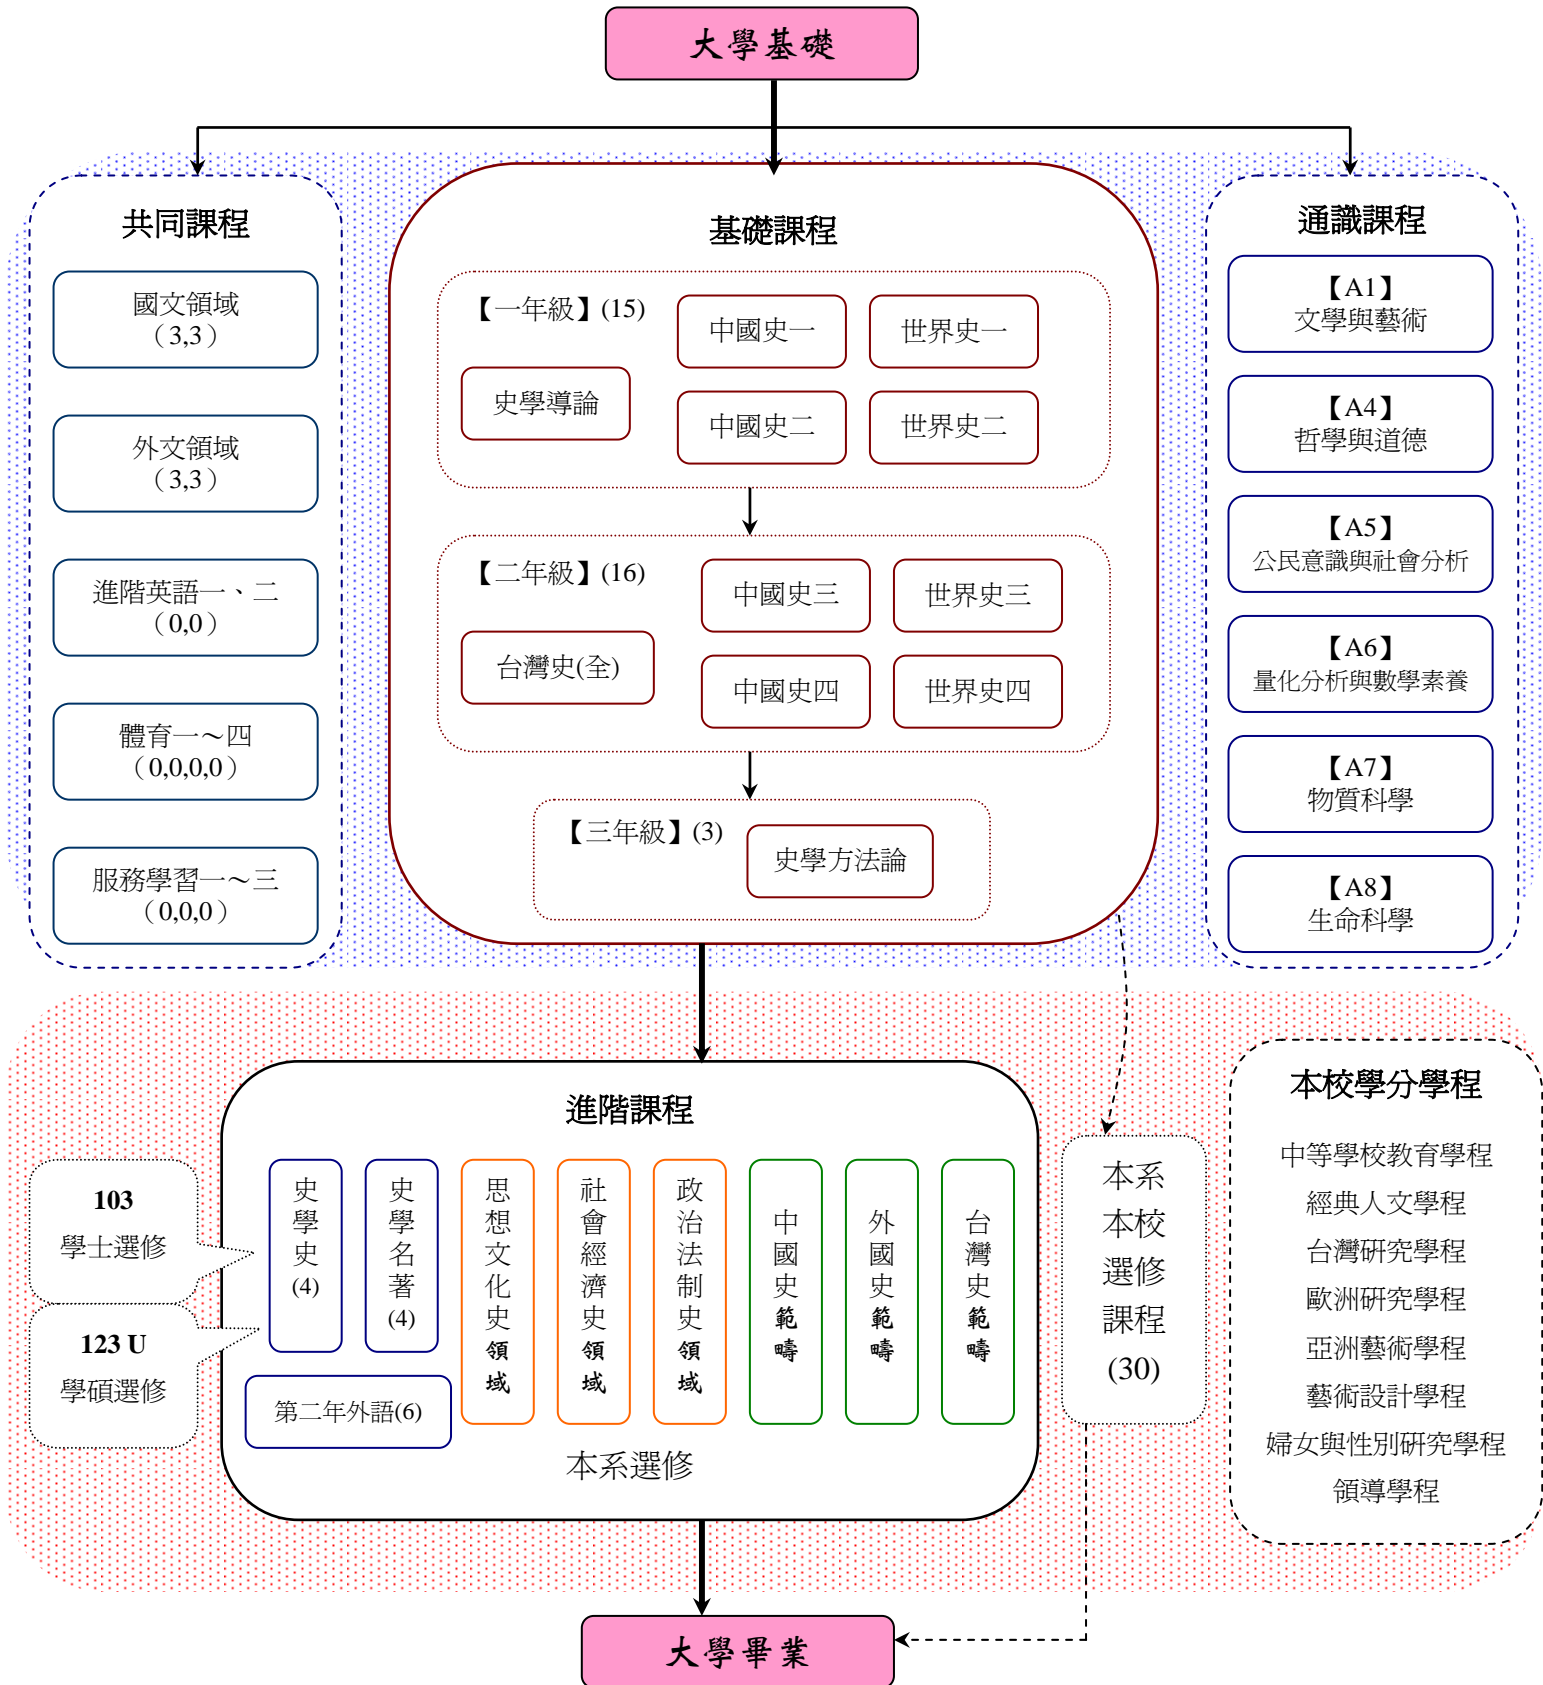 大學基礎
共同課程
國文領域
（3,3）
外文領域
（3,3）
進階英語一、二
（0,0）
體育一～四
（0,0,0,0）
服務學習一～三
（0,0,0）
基礎課程
【一年級】(15)
史學導論
中國史一
世界史一
中國史二
世界史二
【二年級】(16)
台灣史(全)
中國史三
世界史三
中國史四
世界史四
【三年級】(3)
史學方法論
通識課程
【A1】
文學與藝術
【A4】
哲學與道德
【A5】
公民意識與社會分析
【A6】
量化分析與數學素養
【A7】
物質科學
【A8】
生命科學
進階課程
103
學士選修
123 U
學碩選修
史學史(4)
史學名著(4)
第二年外語(6)
思想文化史領域
社會經濟史領域
政治法制史領域
中國史範疇
外國史範疇
台灣史範疇
本系選修
本系
本校
選修
課程
(30)
本校學分學程
中等學校教育學程
經典人文學程
台灣研究學程
歐洲研究學程
亞洲藝術學程
藝術設計學程
婦女與性別研究學程
領導學程
大學畢業